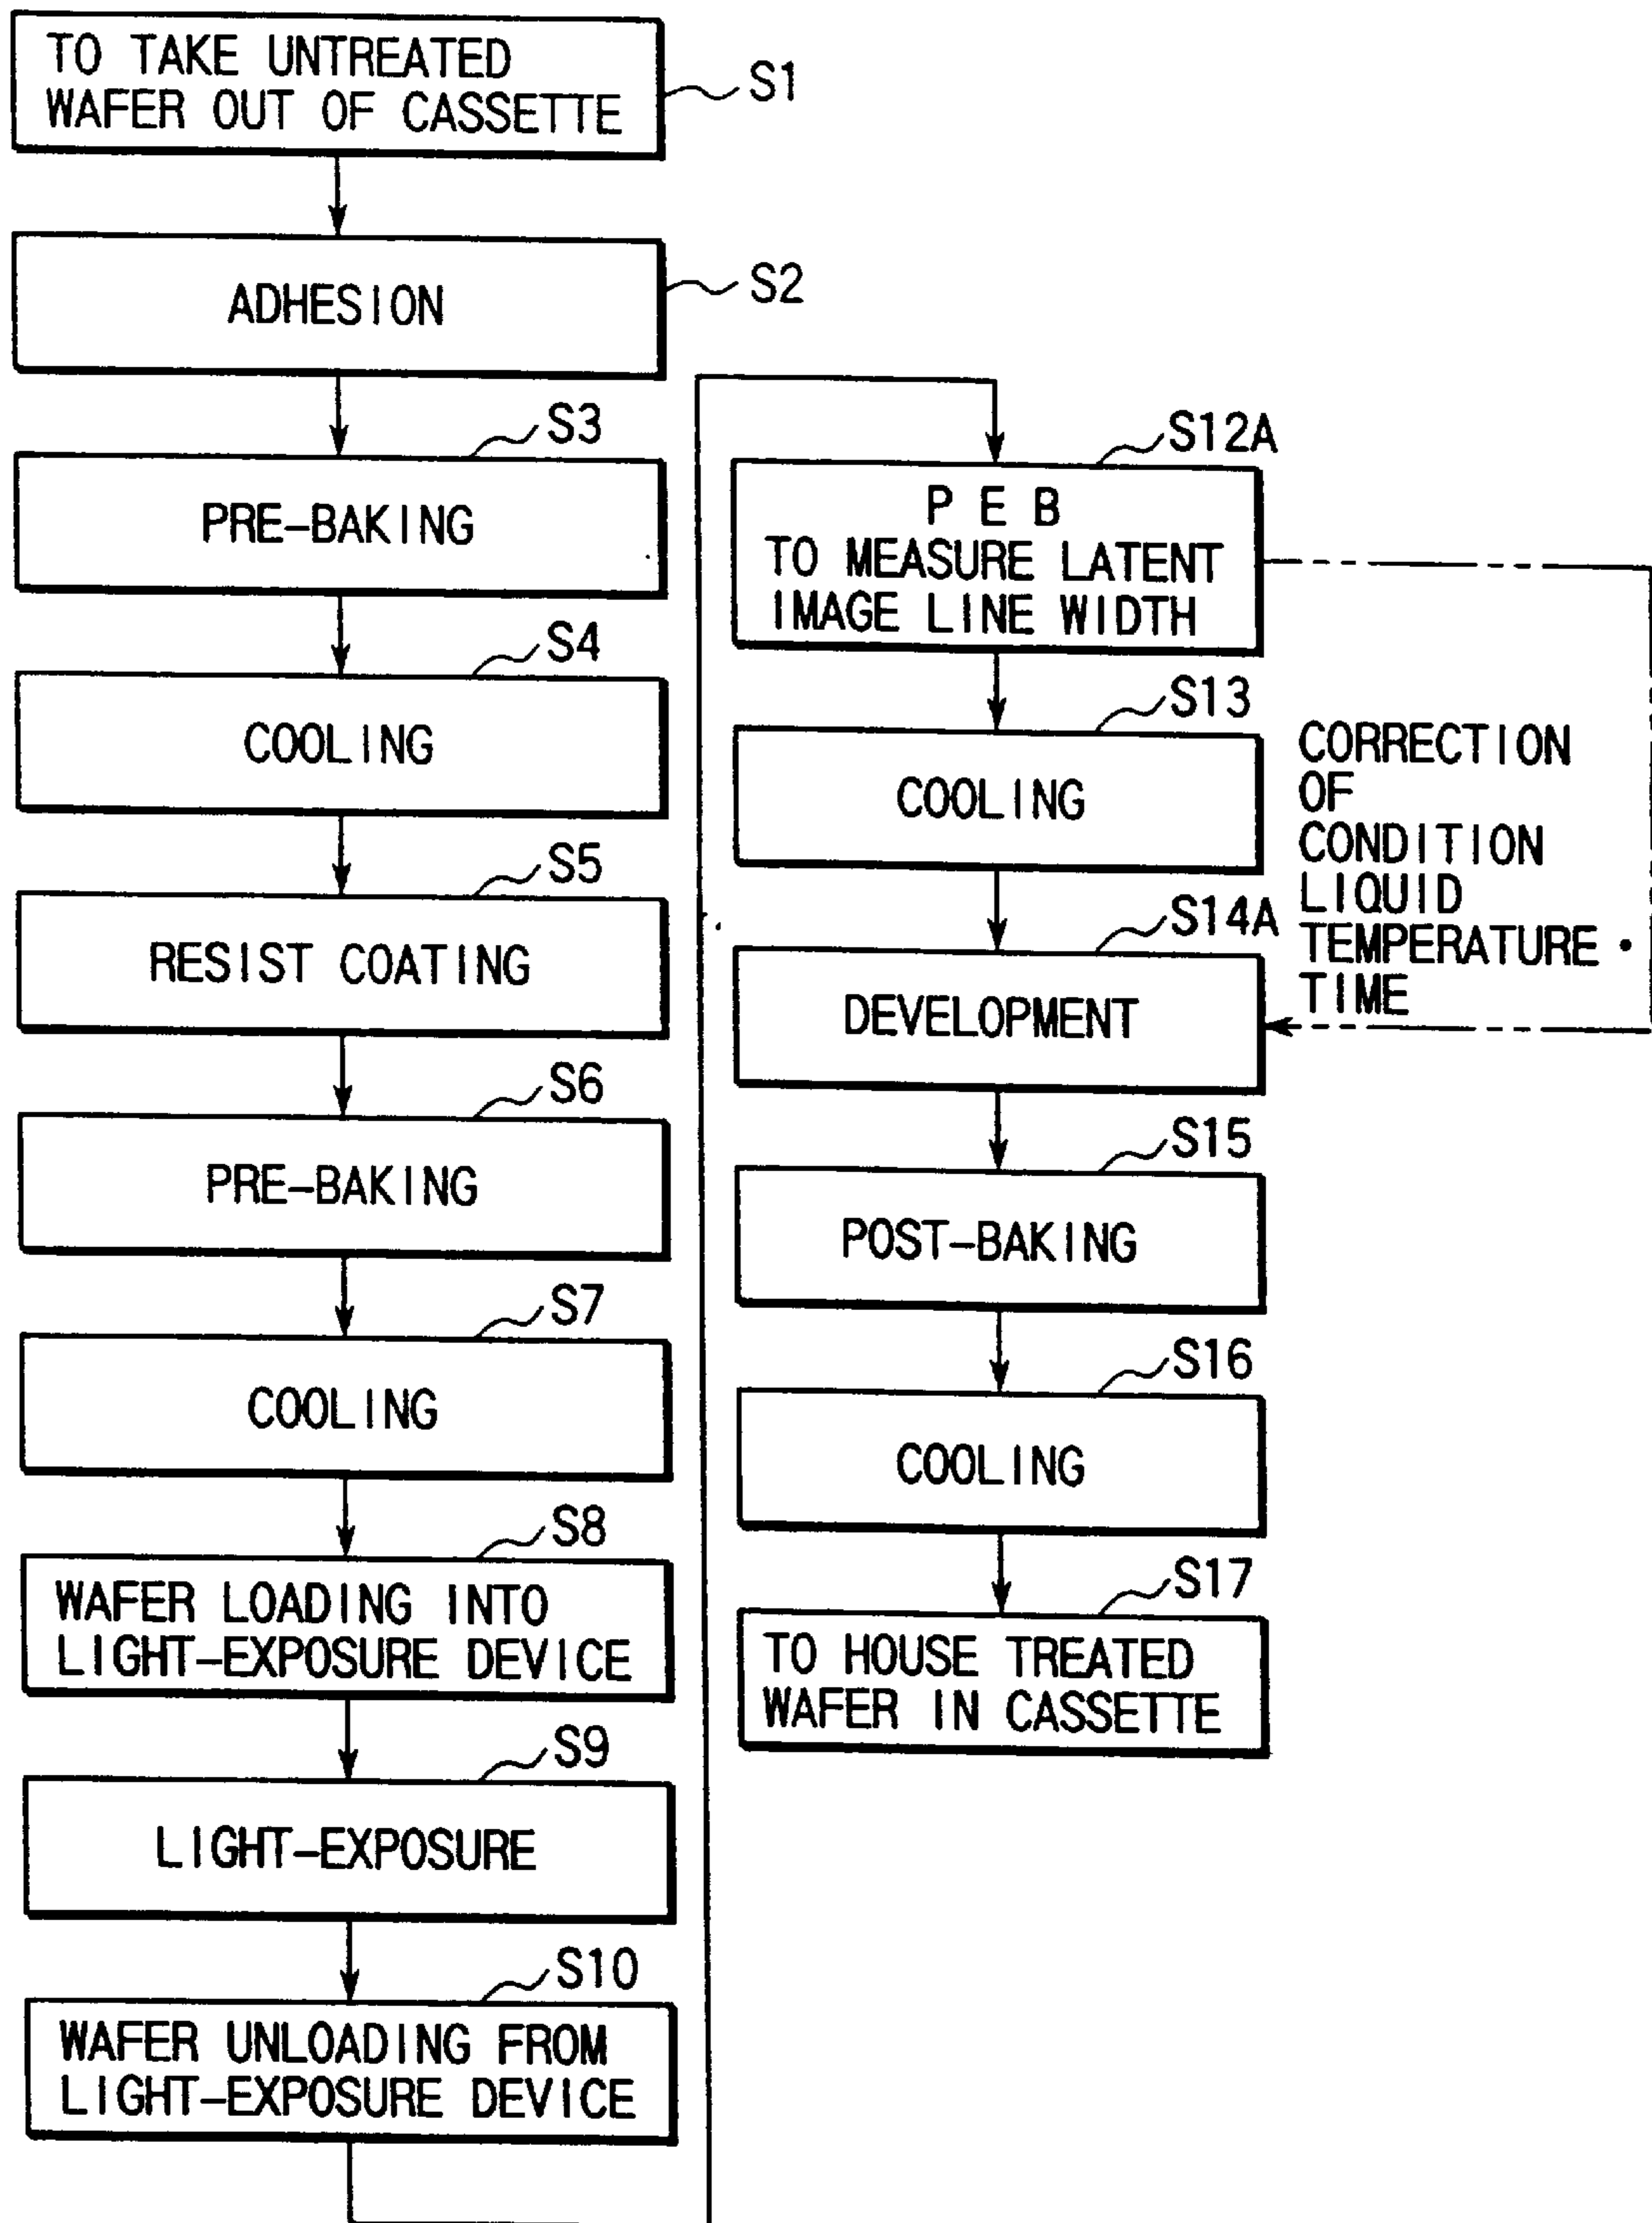 TO TAKE UNTREATED
WAFER OUT OF CASSETTE
S1
ADHESION
S2
S3
PRE-BAKING
S4
COOLING
S5
RESIST COATING
S6
PRE-BAKING
S7
COOLING
S8
WAFER LOADING INTO
LIGHT-EXPOSURE DEVICE
S9
LIGHT-EXPOSURE
S10
WAFER UNLOADING FROM
LIGHT-EXPOSURE DEVICE
S12A
P E B
TO MEASURE LATENT
IMAGE LINE WIDTH
S13
COOLING
CORRECTION
OF
CONDITION
LIQUID
TEMPERATURE •
TIME
S14A
DEVELOPMENT
S15
POST-BAKING
S16
COOLING
S17
TO HOUSE TREATED
WAFER IN CASSETTE